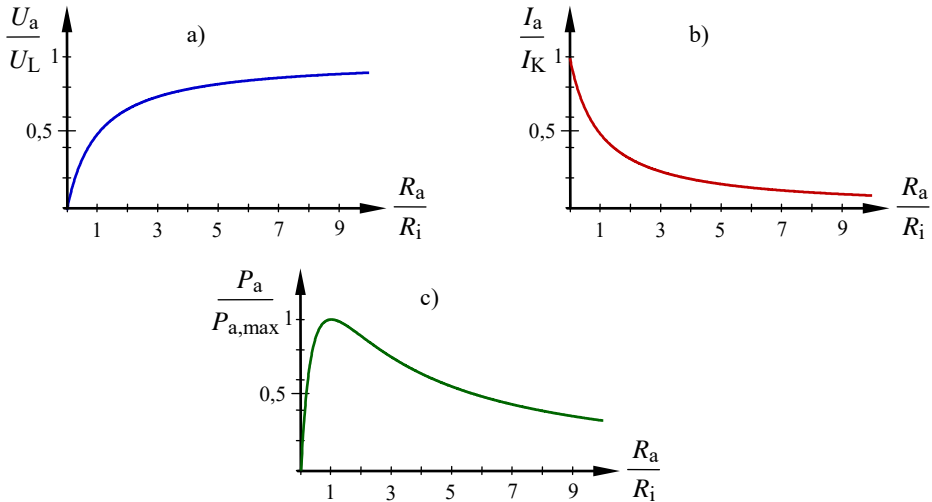 U_a
U_L
a)
1
0,5
1 3 5 7 9
R_a
R_i
I_a
I_K
b)
1
0,5
1 3 5 7 9
R_a
R_i
P_a
P_a,max
c)
1
0,5
1 3 5 7 9
R_a
R_i